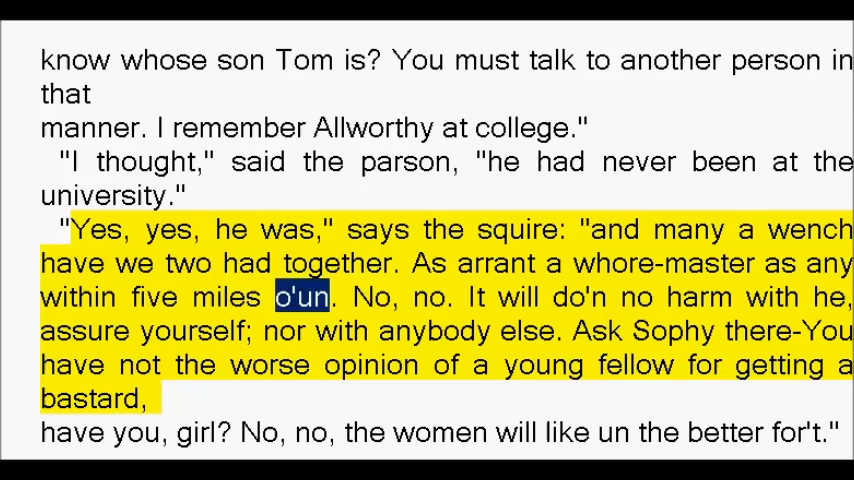 know whose son Tom is? You must talk to another person in
that
manner. I remember Allworthy at college."
"I thought," said the parson, "he had never been at the
university."
"Yes, yes, he was," says the squire: "and many a wench
have we two had together. As arrant a whore-master as any
within five miles o'un. No, no. It will do'n no harm with he,
assure yourself; nor with anybody else. Ask Sophy there-You
have not the worse opinion of a young fellow for getting a
bastard,
have you, girl? No, no, the women will like un the better for't."